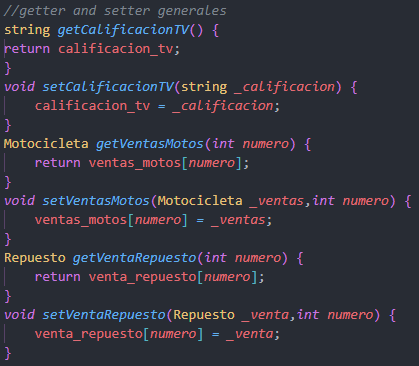 //getter and setter generales
string getCalificacionTV() {
return calificacion_tv;
}
void setCalificacionTV(string _calificacion) {
    calificacion_tv = _calificacion;
}
Motocicleta getVentasMotos(int numero) {
    return ventas_motos[numero];
}
void setVentasMotos(Motocicleta _ventas,int numero) {
    ventas_motos[numero] = _ventas;
}
Repuesto getVentaRepuesto(int numero) {
    return venta_repuesto[numero];
}
void setVentaRepuesto(Repuesto _venta,int numero) {
    venta_repuesto[numero] = _venta;
}